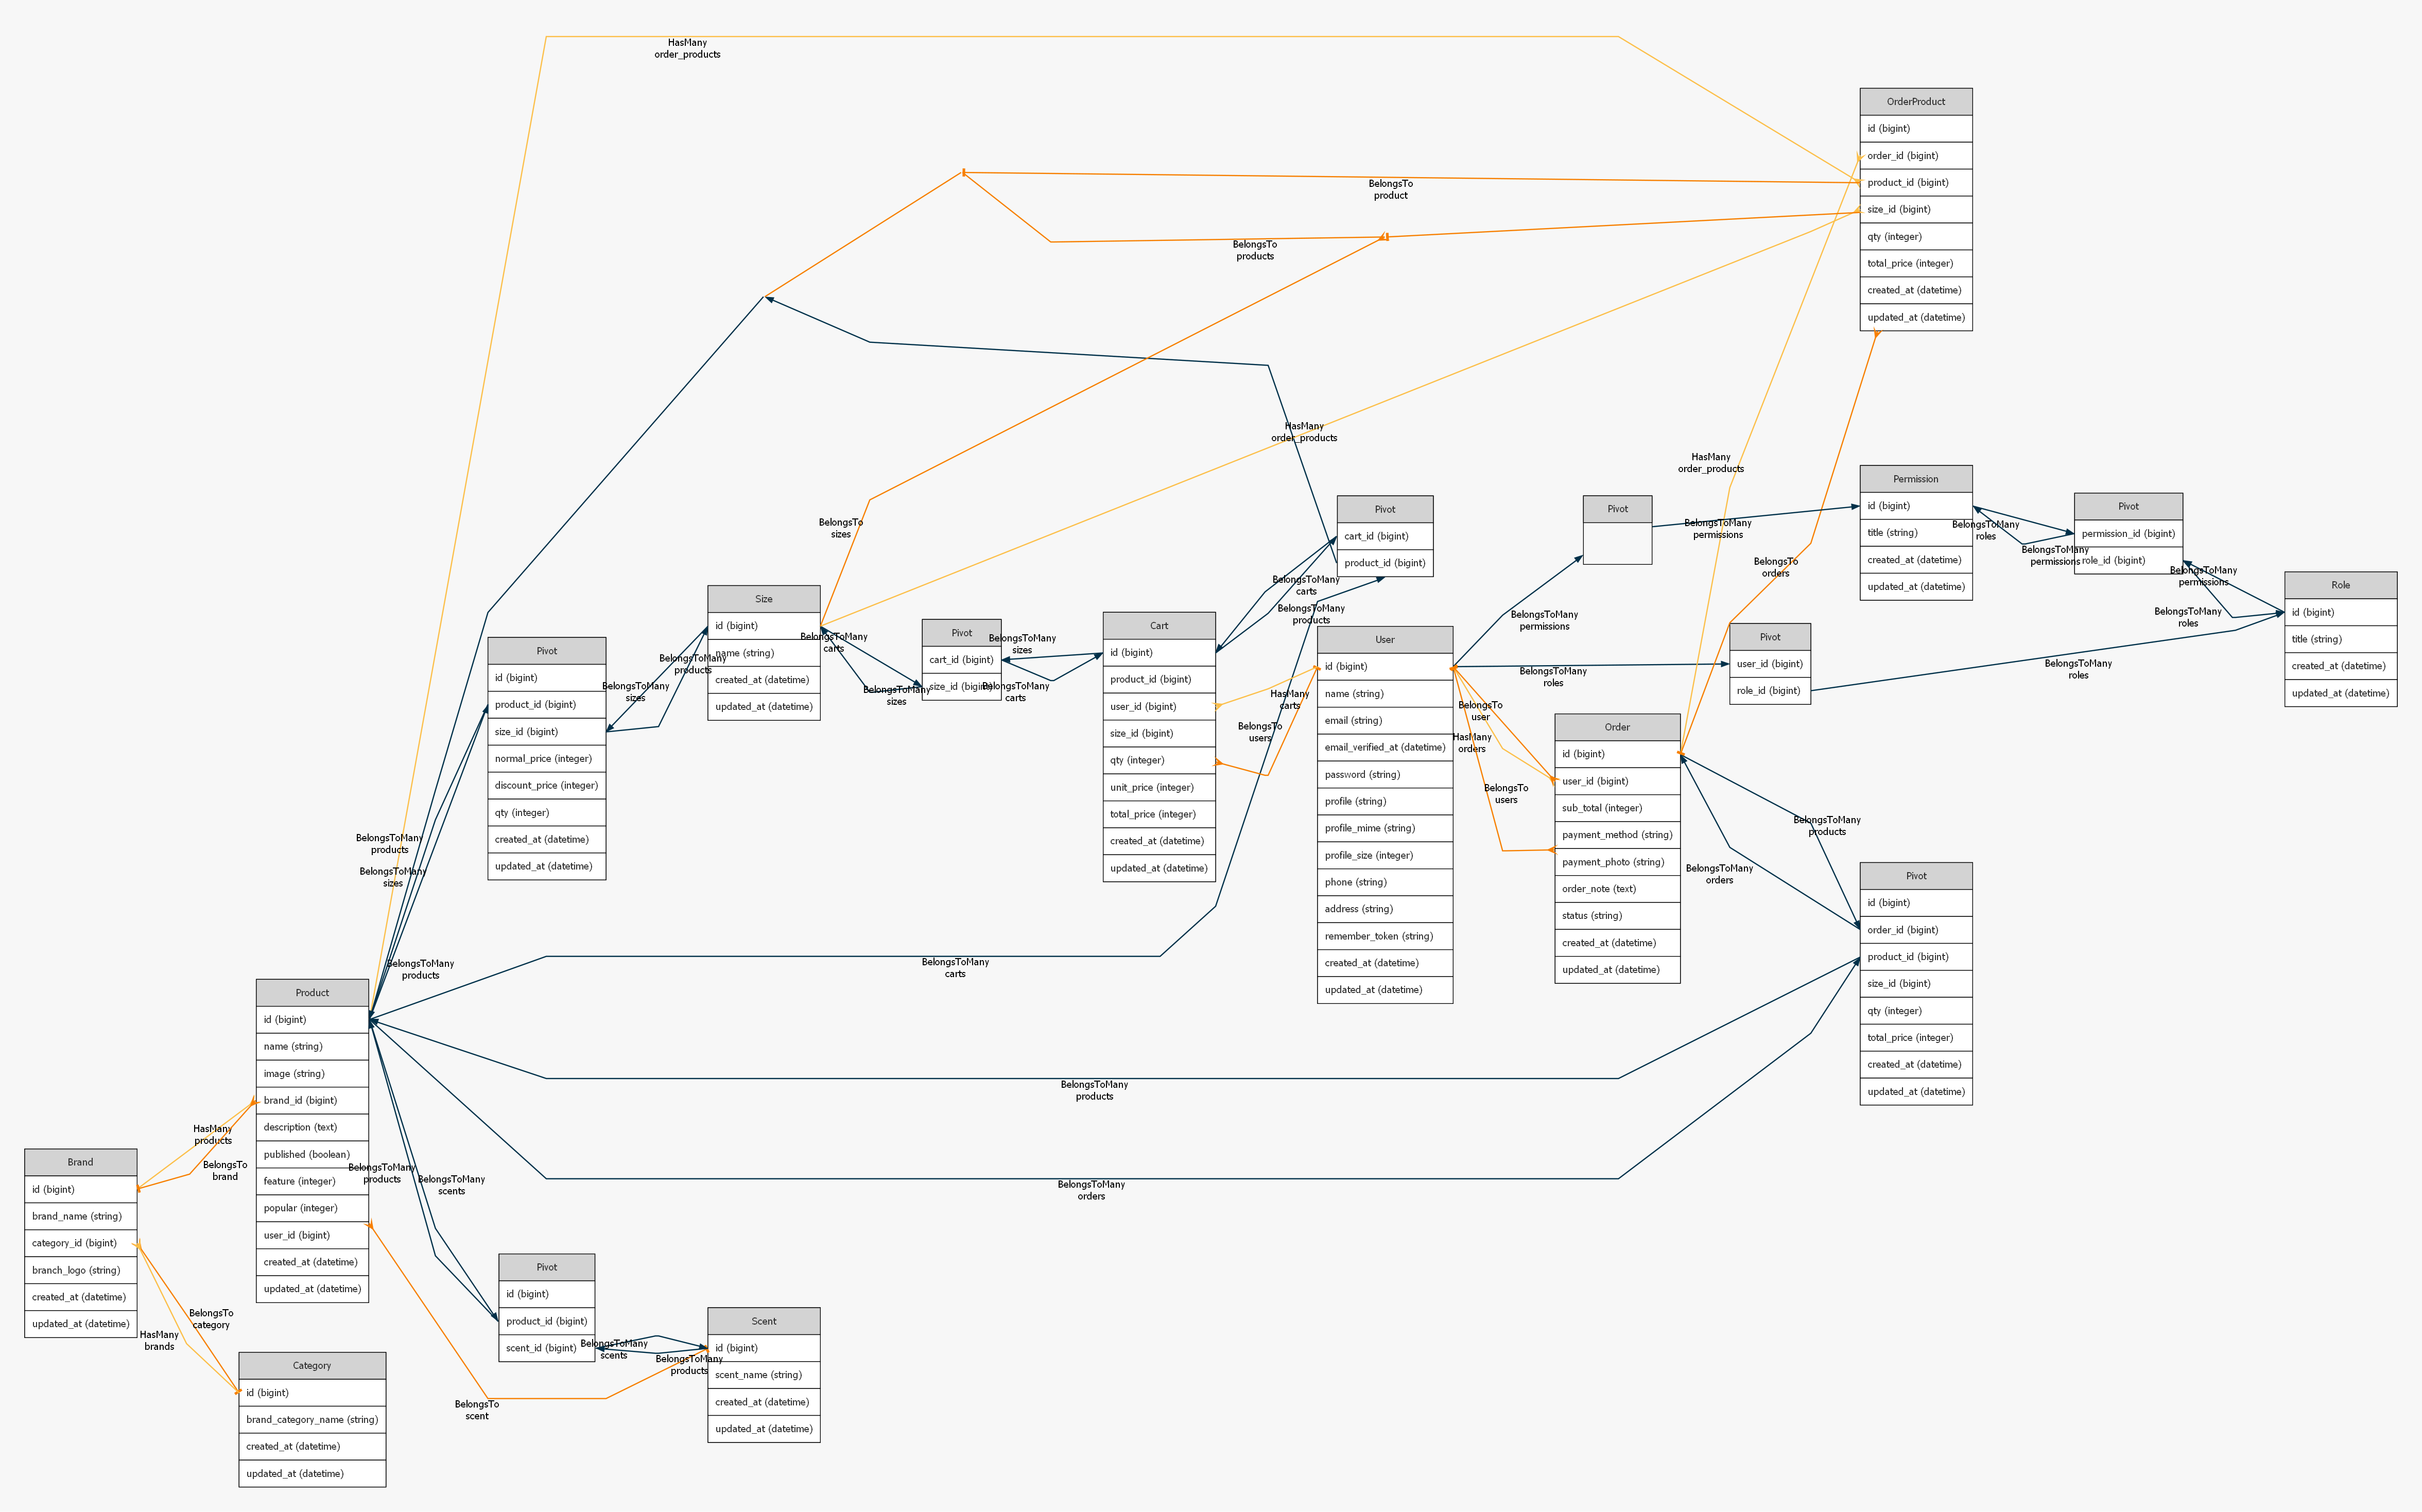 HasMany
order_products
OrderProduct
id (bigint)
order_id (bigint)
product_id (bigint)
size_id (bigint)
qty (integer)
total_price (integer)
created_at (datetime)
updated_at (datetime)
BelongsTo
product
BelongsTo
products
HasMany
order_products
BelongsTo
sizes
HasMany
order_products
BelongsTo
orders
Permission
id (bigint)
title (string)
created_at (datetime)
updated_at (datetime)
BelongsToMany
roles
BelongsToMany
permissions
Pivot
permission_id (bigint)
role_id (bigint)
BelongsToMany
permissions
BelongsToMany
roles
Role
id (bigint)
title (string)
created_at (datetime)
updated_at (datetime)
Pivot
cart_id (bigint)
product_id (bigint)
Pivot
BelongsToMany
permissions
BelongsToMany
permissions
BelongsToMany
roles
Pivot
user_id (bigint)
role_id (bigint)
BelongsToMany
roles
BelongsToMany
carts
BelongsToMany
products
Size
id (bigint)
name (string)
created_at (datetime)
updated_at (datetime)
BelongsToMany
carts
BelongsToMany
sizes
Pivot
cart_id (bigint)
size_id (bigint)
BelongsToMany
sizes
BelongsToMany
carts
Cart
id (bigint)
product_id (bigint)
user_id (bigint)
size_id (bigint)
qty (integer)
unit_price (integer)
total_price (integer)
created_at (datetime)
updated_at (datetime)
HasMany
carts
BelongsTo
users
User
id (bigint)
name (string)
email (string)
email_verified_at (datetime)
password (string)
profile (string)
profile_mime (string)
profile_size (integer)
phone (string)
address (string)
remember_token (string)
created_at (datetime)
updated_at (datetime)
BelongsTo
user
HasMany
orders
BelongsTo
users
Order
id (bigint)
user_id (bigint)
sub_total (integer)
payment_method (string)
payment_photo (string)
order_note (text)
status (string)
created_at (datetime)
updated_at (datetime)
BelongsToMany
products
BelongsToMany
orders
Pivot
id (bigint)
order_id (bigint)
product_id (bigint)
size_id (bigint)
qty (integer)
total_price (integer)
created_at (datetime)
updated_at (datetime)
Pivot
id (bigint)
product_id (bigint)
size_id (bigint)
normal_price (integer)
discount_price (integer)
qty (integer)
created_at (datetime)
updated_at (datetime)
BelongsToMany
products
BelongsToMany
sizes
BelongsToMany
products
BelongsToMany
sizes
BelongsToMany
products
BelongsToMany
carts
BelongsToMany
products
BelongsToMany
orders
Product
id (bigint)
name (string)
image (string)
brand_id (bigint)
description (text)
published (boolean)
feature (integer)
popular (integer)
user_id (bigint)
created_at (datetime)
updated_at (datetime)
HasMany
products
BelongsTo
brand
Brand
id (bigint)
brand_name (string)
category_id (bigint)
branch_logo (string)
created_at (datetime)
updated_at (datetime)
BelongsTo
category
HasMany
brands
Category
id (bigint)
brand_category_name (string)
created_at (datetime)
updated_at (datetime)
BelongsToMany
products
BelongsToMany
scents
Pivot
id (bigint)
product_id (bigint)
scent_id (bigint)
BelongsToMany
scents
BelongsToMany
products
BelongsTo
scent
Scent
id (bigint)
scent_name (string)
created_at (datetime)
updated_at (datetime)